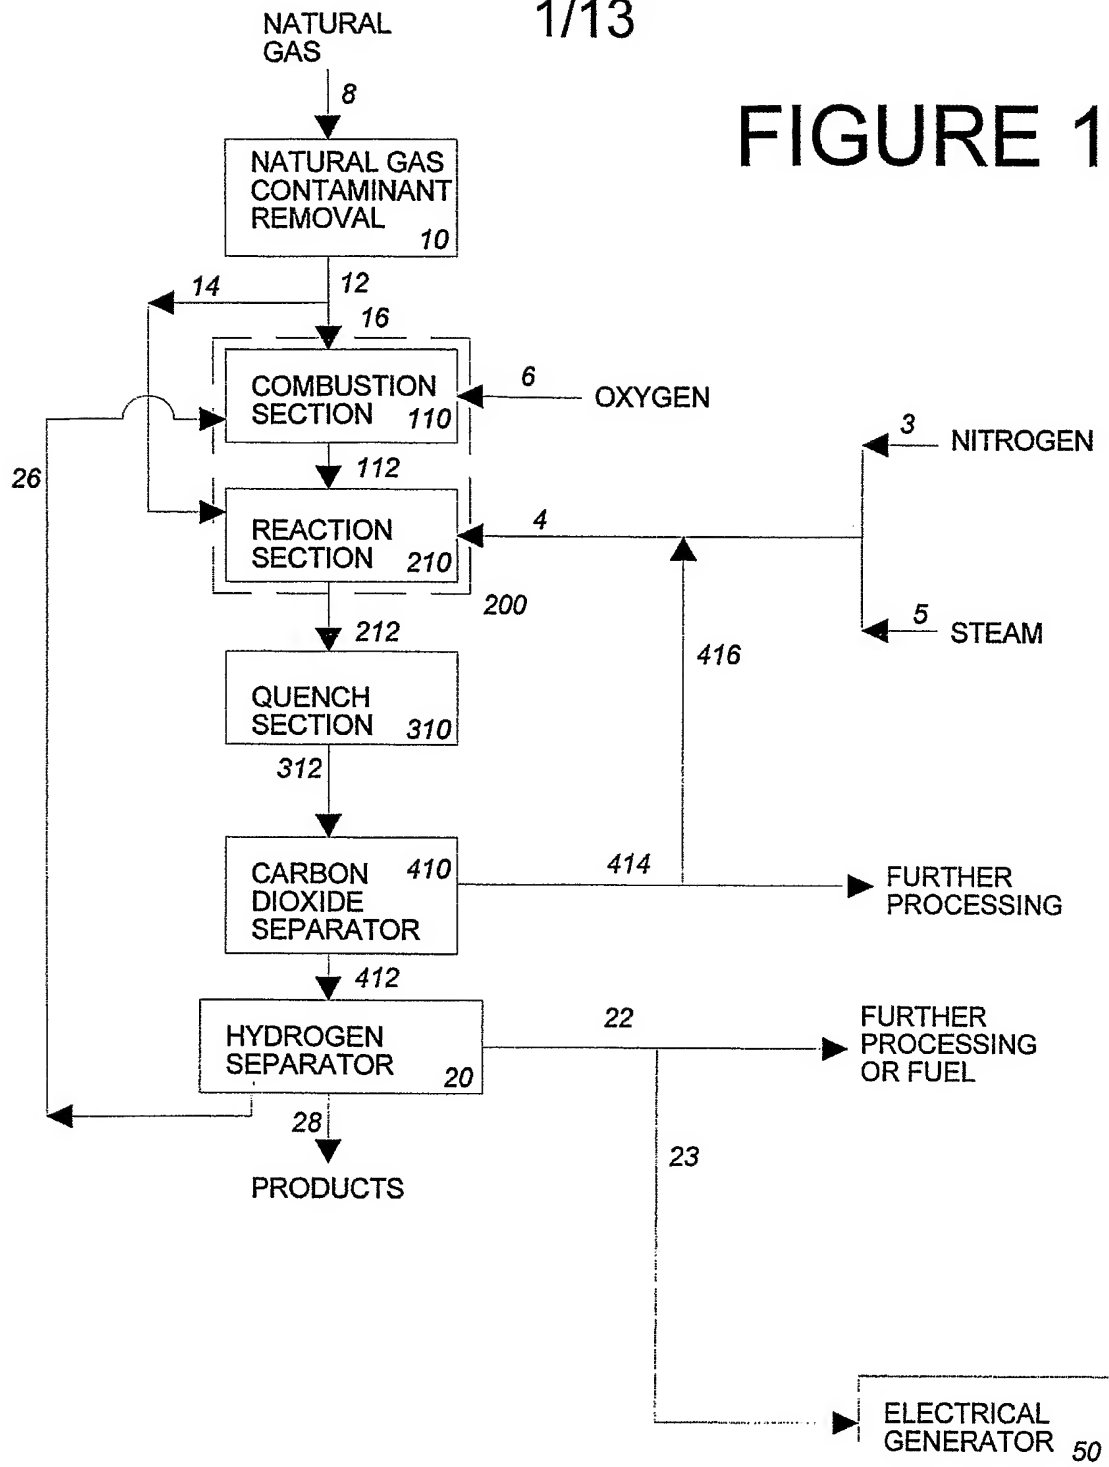 1/13
FIGURE 1
NATURAL
GAS
8
NATURAL GAS
CONTAMINANT
REMOVAL
10
12
14
16
COMBUSTION
SECTION
110
6
OXYGEN
3
NITROGEN
26
112
REACTION
SECTION
210
4
200
5
STEAM
212
416
QUENCH
SECTION
310
312
CARBON
DIOXIDE
SEPARATOR
410
414
FURTHER
PROCESSING
412
HYDROGEN
SEPARATOR
20
22
FURTHER
PROCESSING
OR FUEL
28
23
PRODUCTS
ELECTRICAL
GENERATOR
50